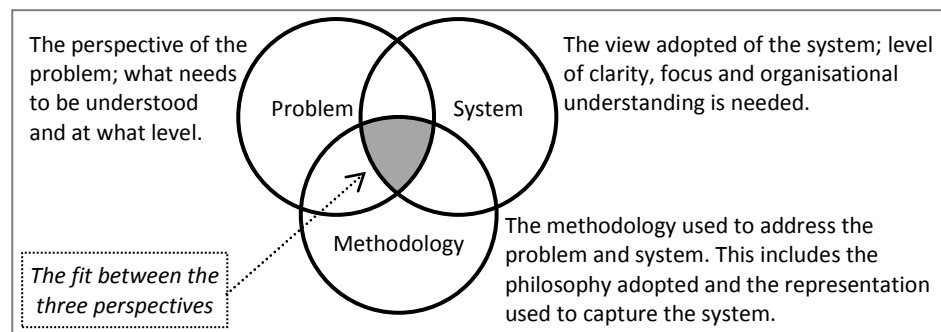 The perspective of the
problem; what needs
to be understood
and at what level.
The view adopted of the system; level
of clarity, focus and organisational
understanding is needed.
Problem
System
Methodology
The methodology used to address the
problem and system. This includes the
philosophy adopted and the representation
used to capture the system.
The fit between the
three perspectives